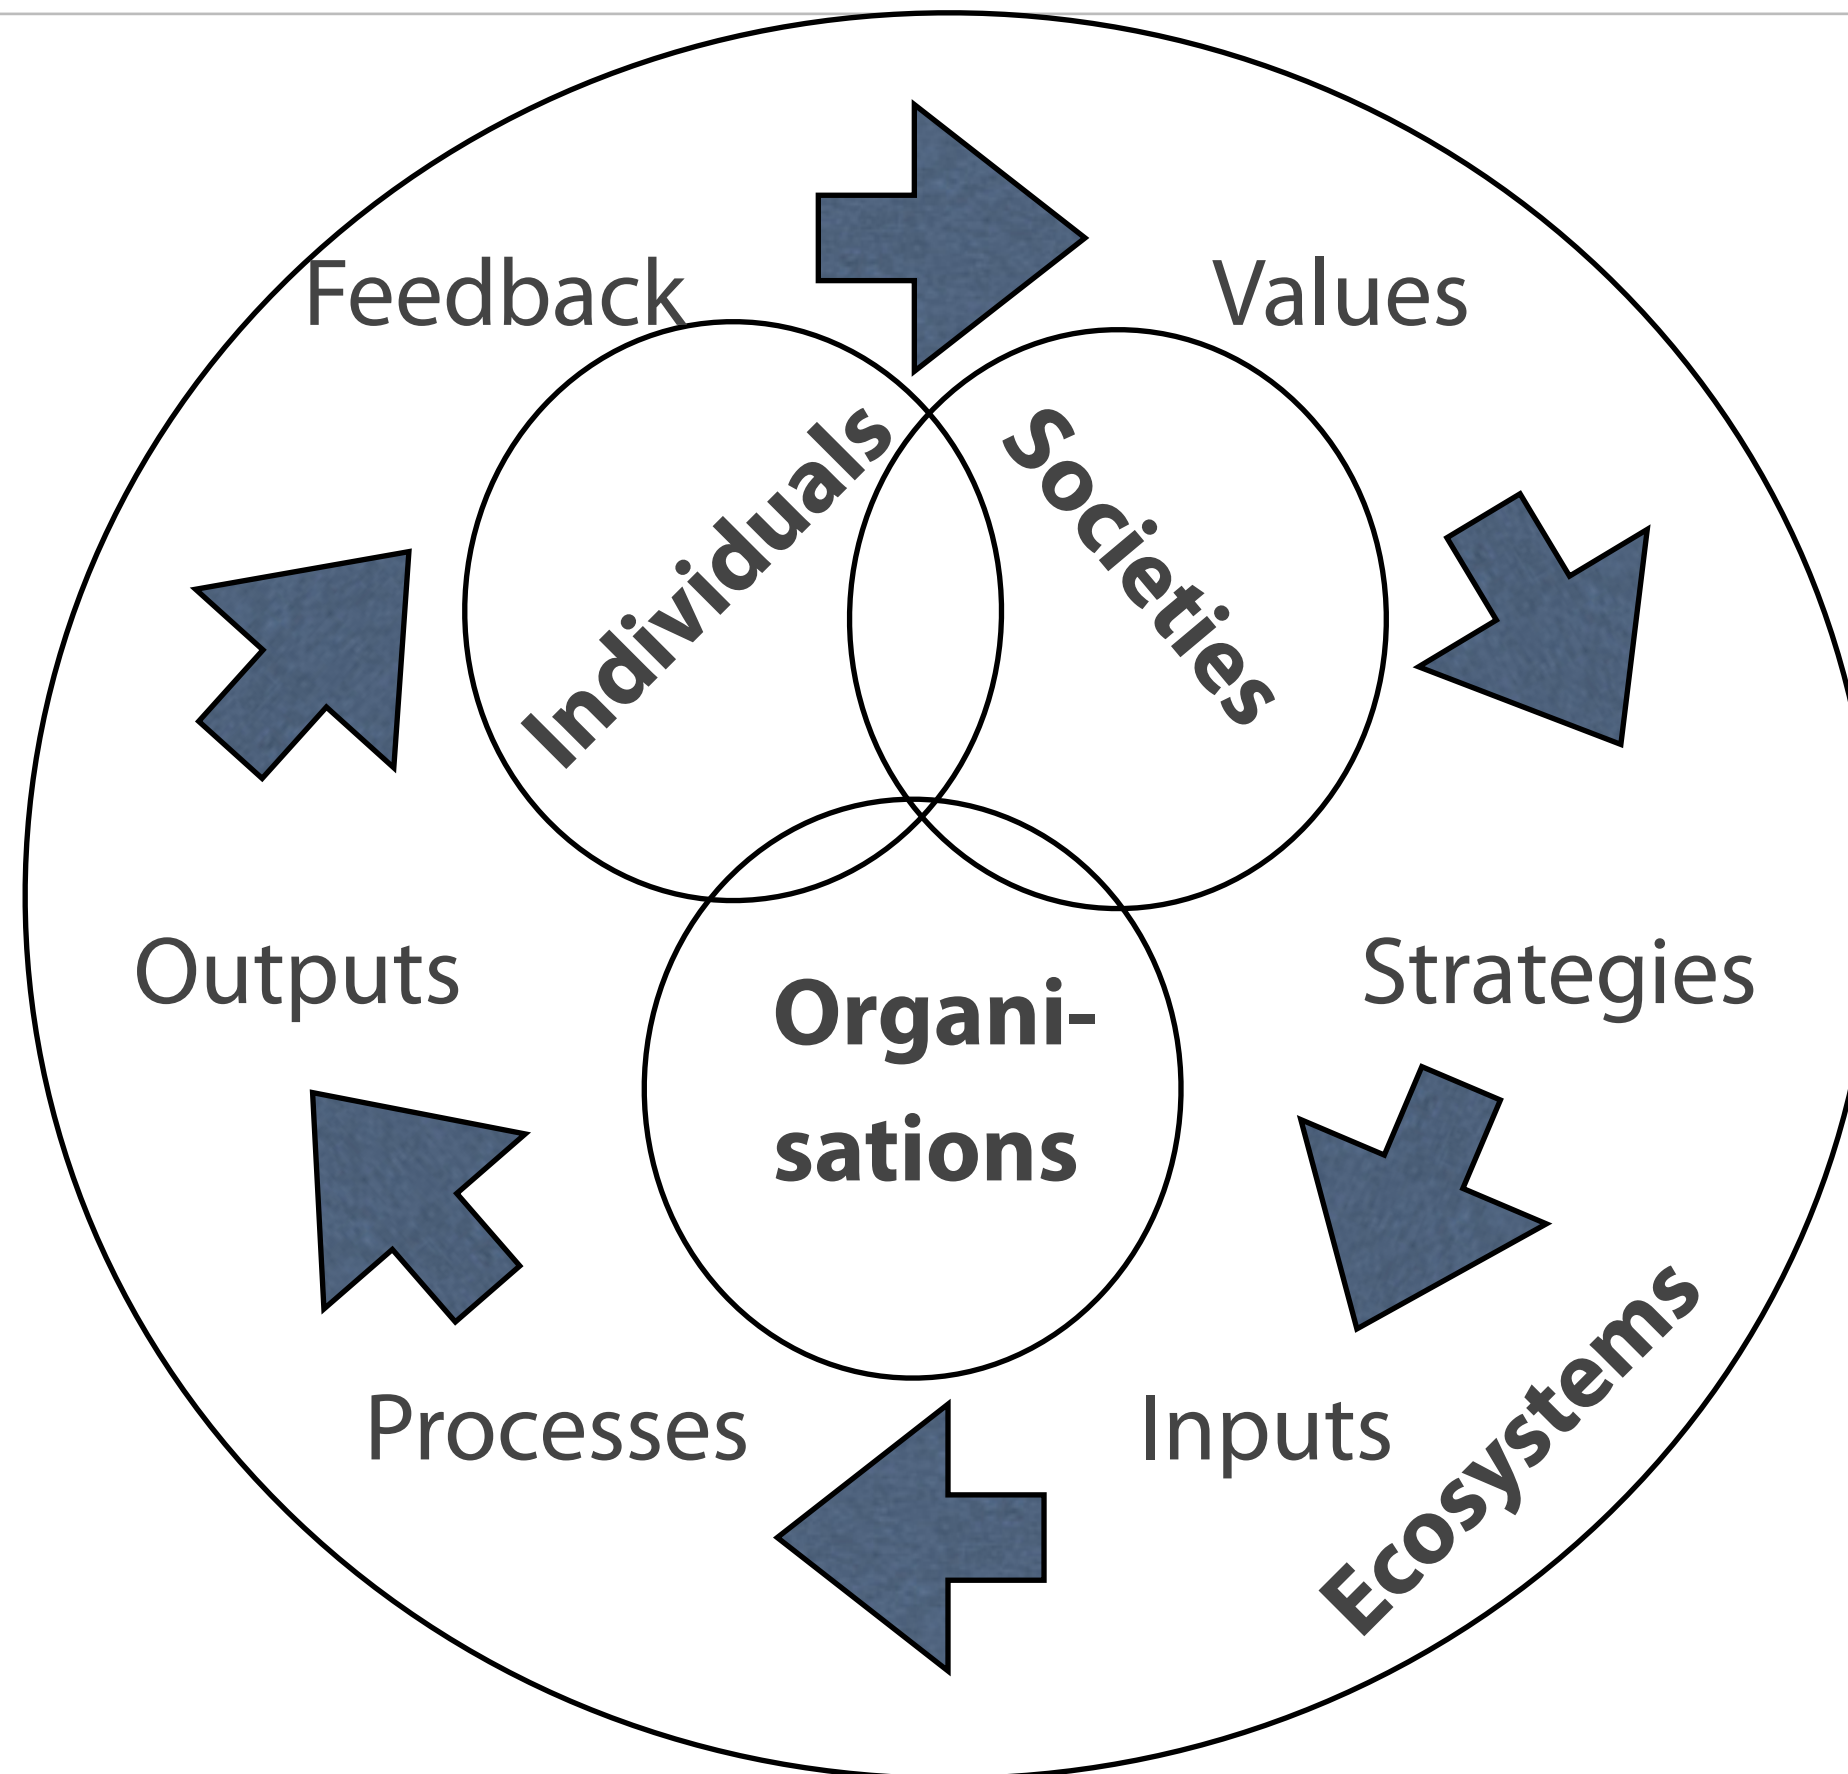 Feedback
Values
Individuals
Societies
Outputs
Strategies
Organi-
sations
Processes
Inputs
Ecosystems